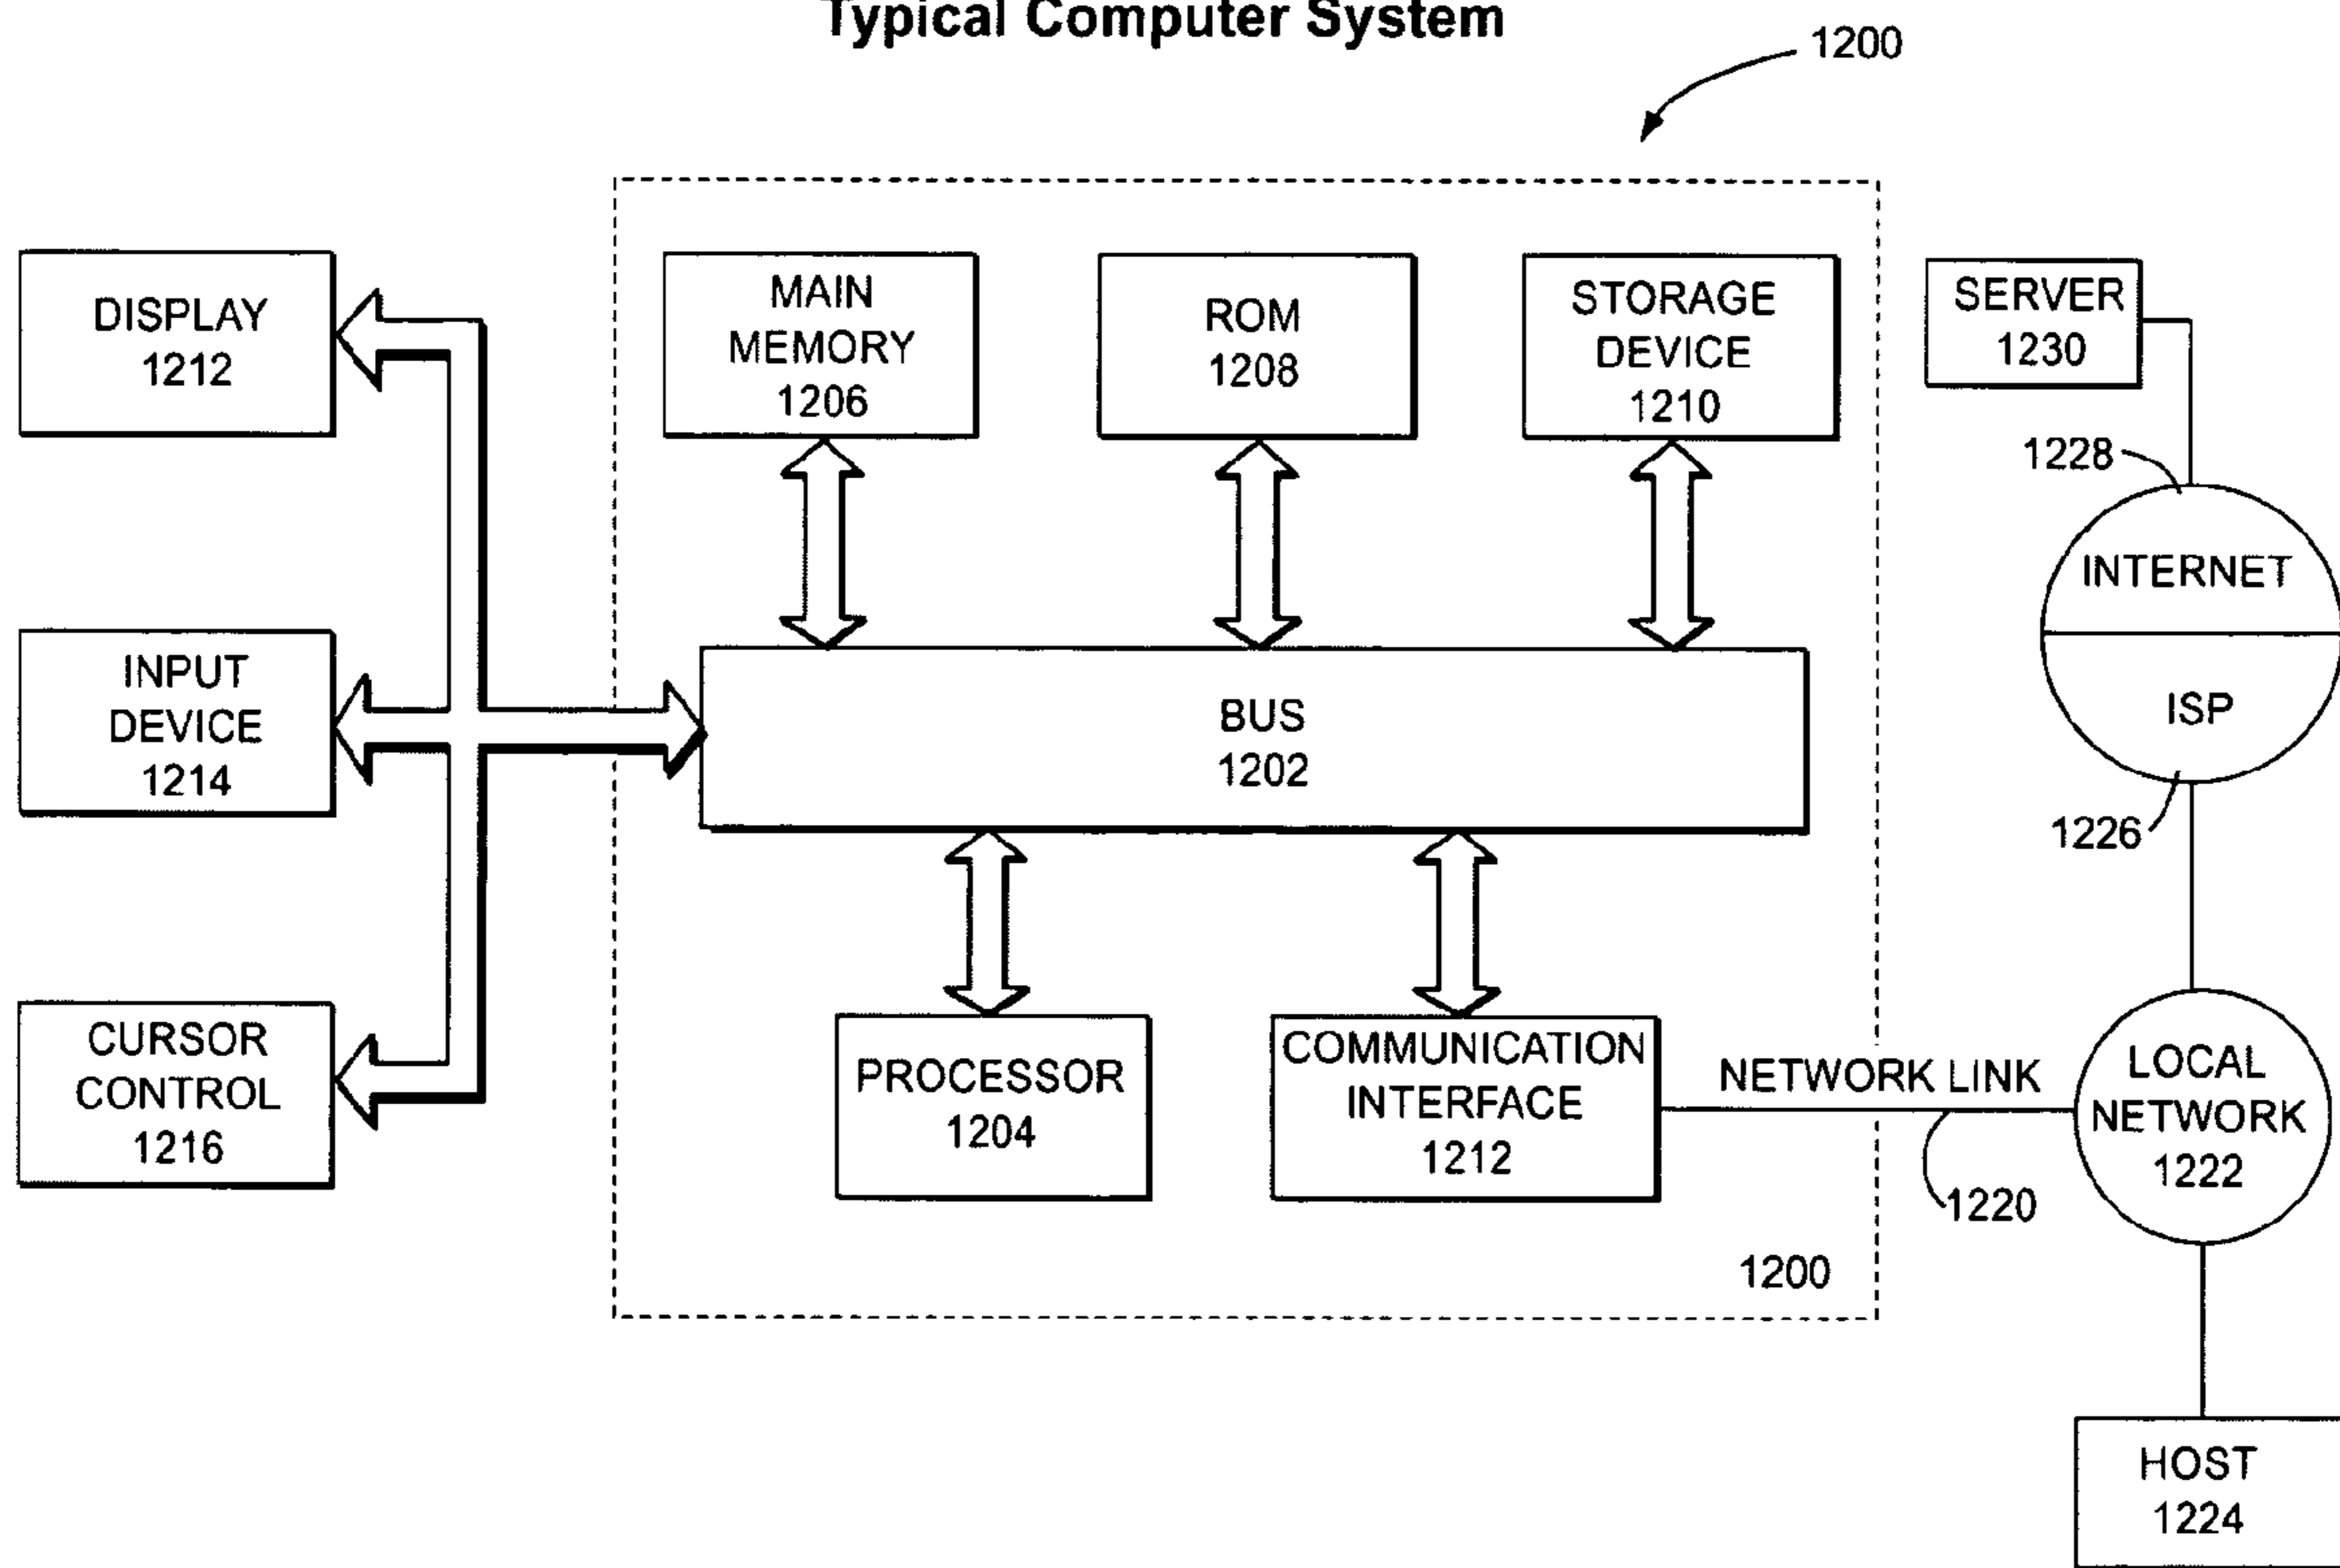 Typical Computer System
1200
DISPLAY
1212
MAIN
MEMORY
1206
ROM
1208
STORAGE
DEVICE
1210
SERVER
1230
1228
INTERNET
ISP
1226
INPUT
DEVICE
1214
BUS
1202
CURSOR
CONTROL
1216
PROCESSOR
1204
COMMUNICATION
INTERFACE
1212
NETWORK LINK
1220
LOCAL
NETWORK
1222
1200
HOST
1224